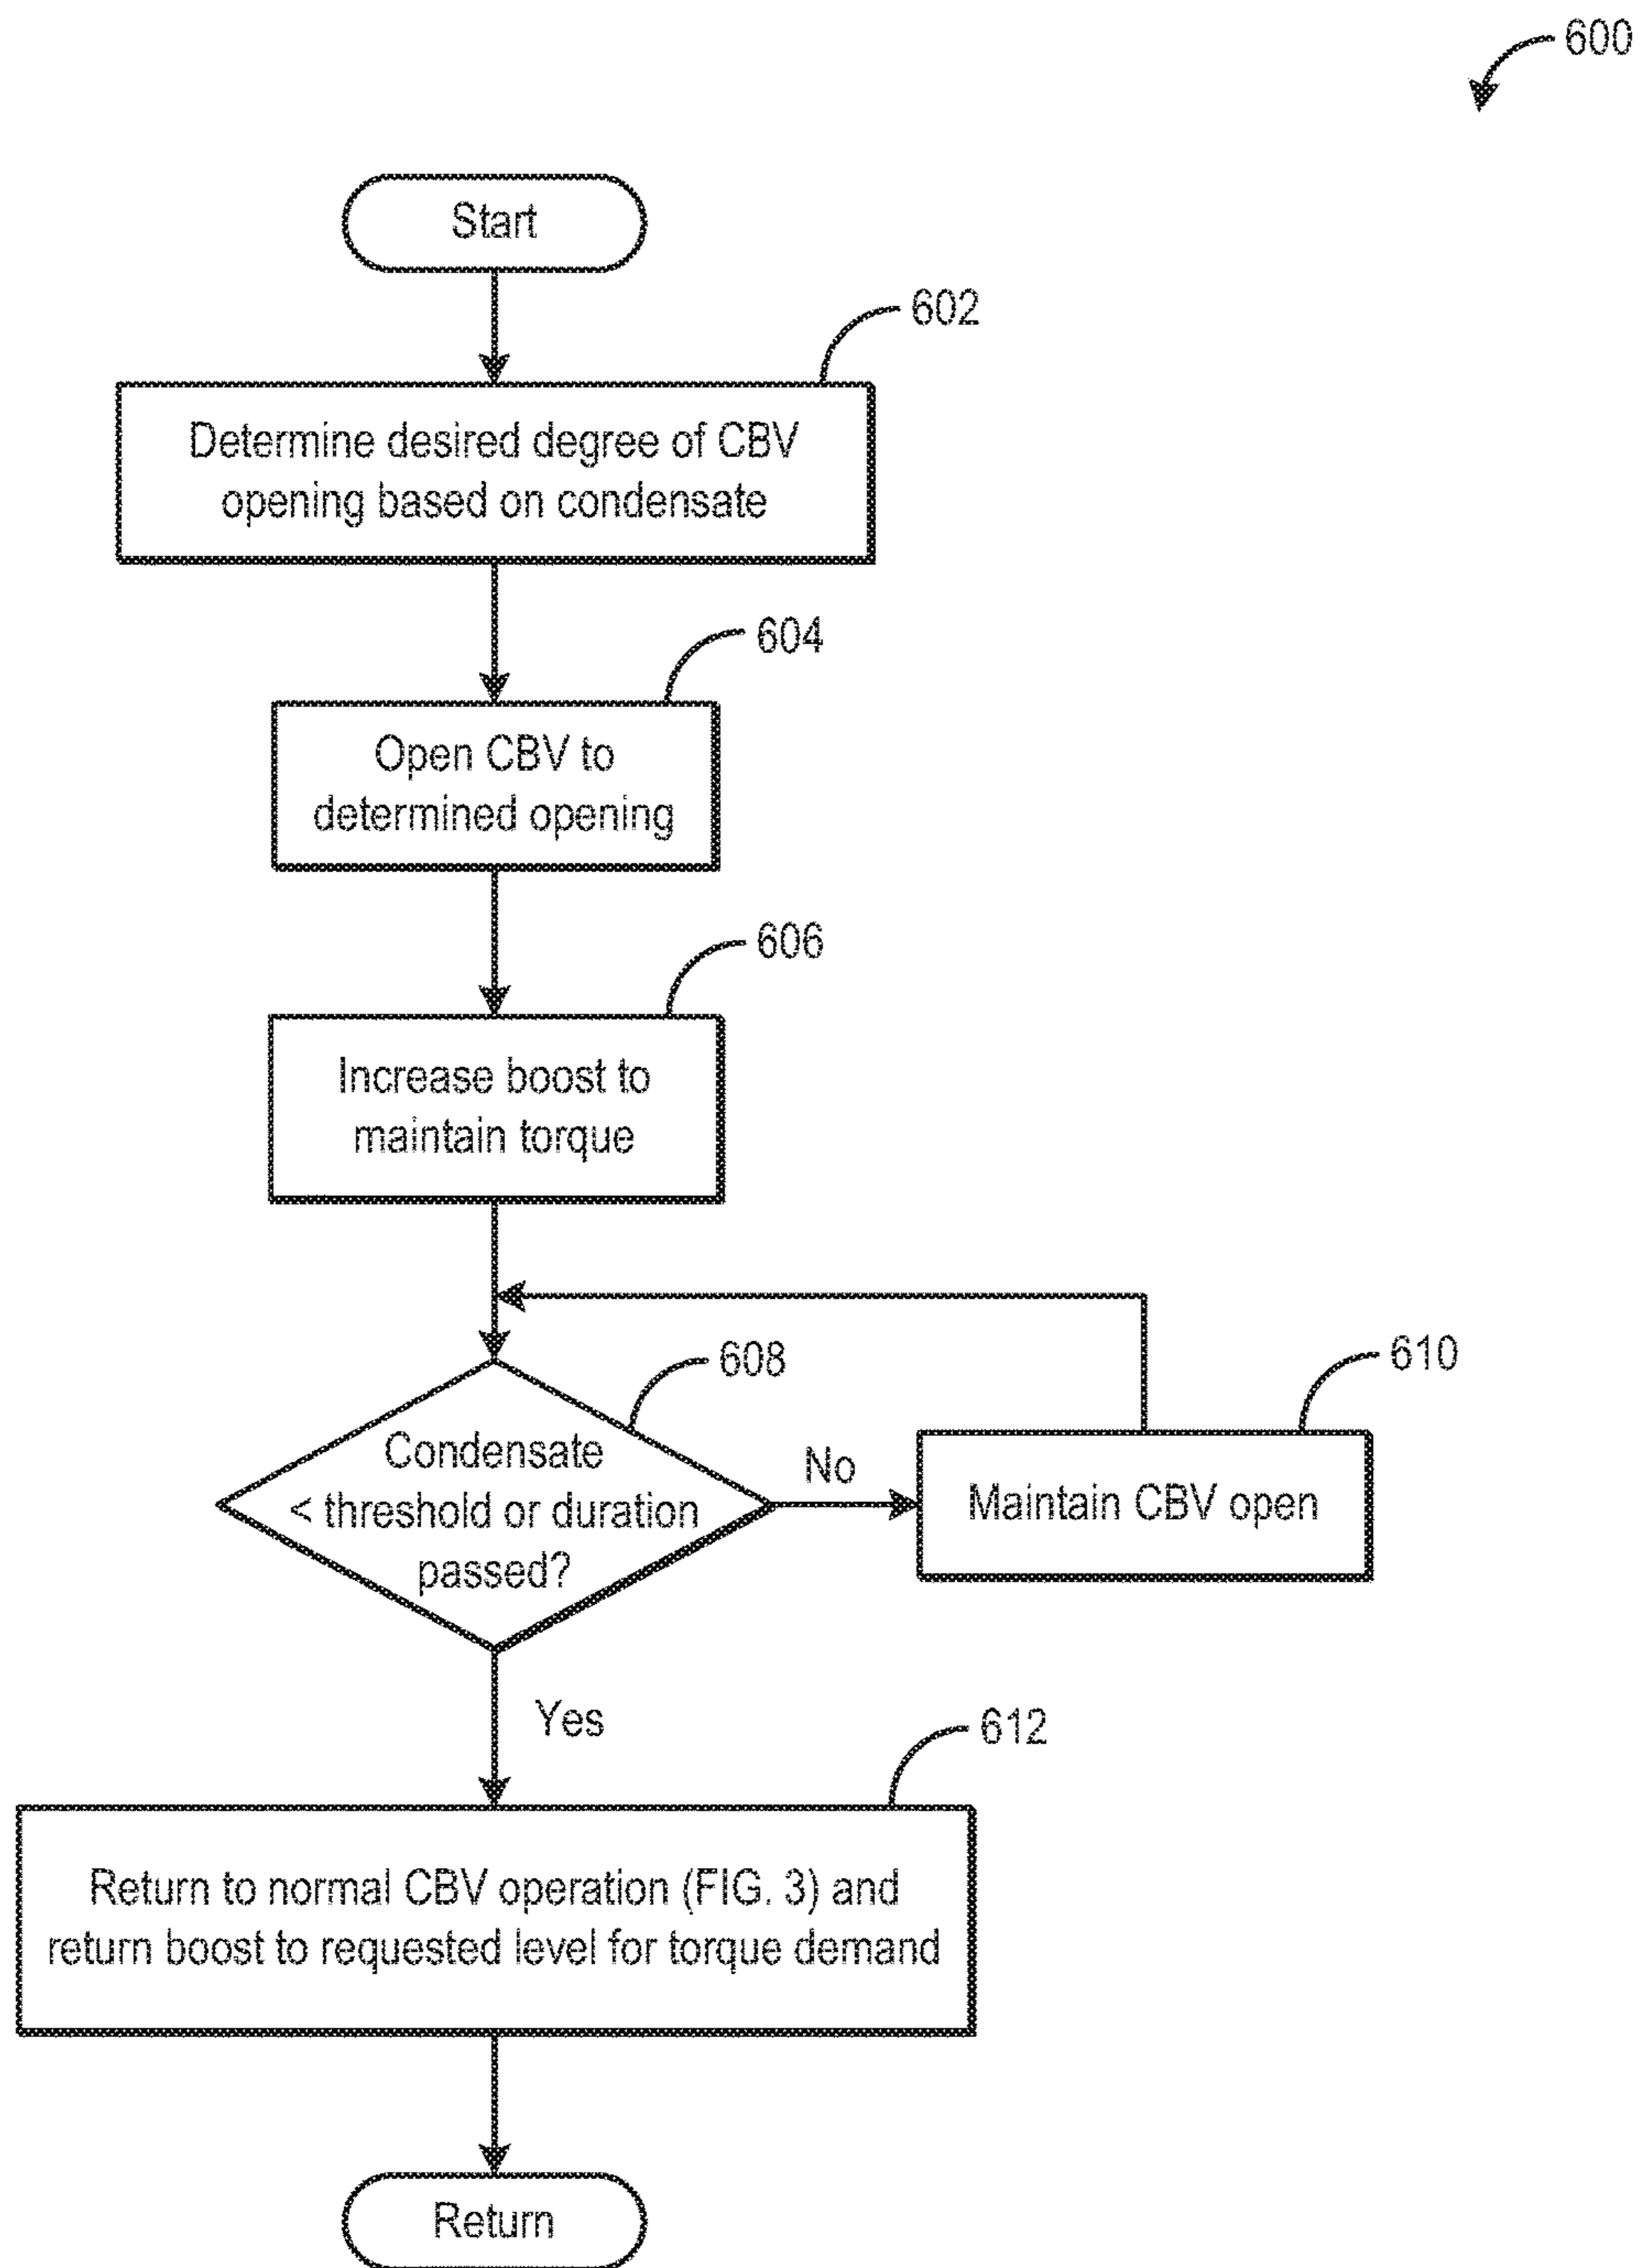 600
Start
602
Determine desired degree of CBV
opening based on condensate
604
Open CBV to
determined opening
606
Increase boost to
maintain torque
608
Condensate
< threshold or duration
passed?
No
610
Maintain CBV open
Yes
612
Return to normal CBV operation (FIG. 3) and
return boost to requested level for torque demand
Return